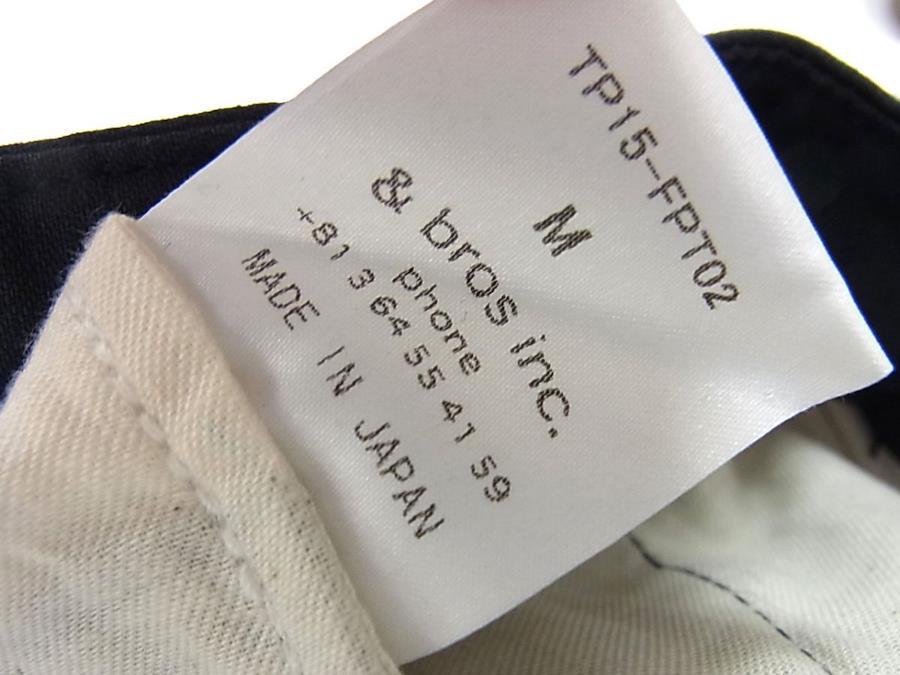 TP15-FPT02
M
& bros inc.
phone
+81 3 64 55 41 59
MADE IN JAPAN